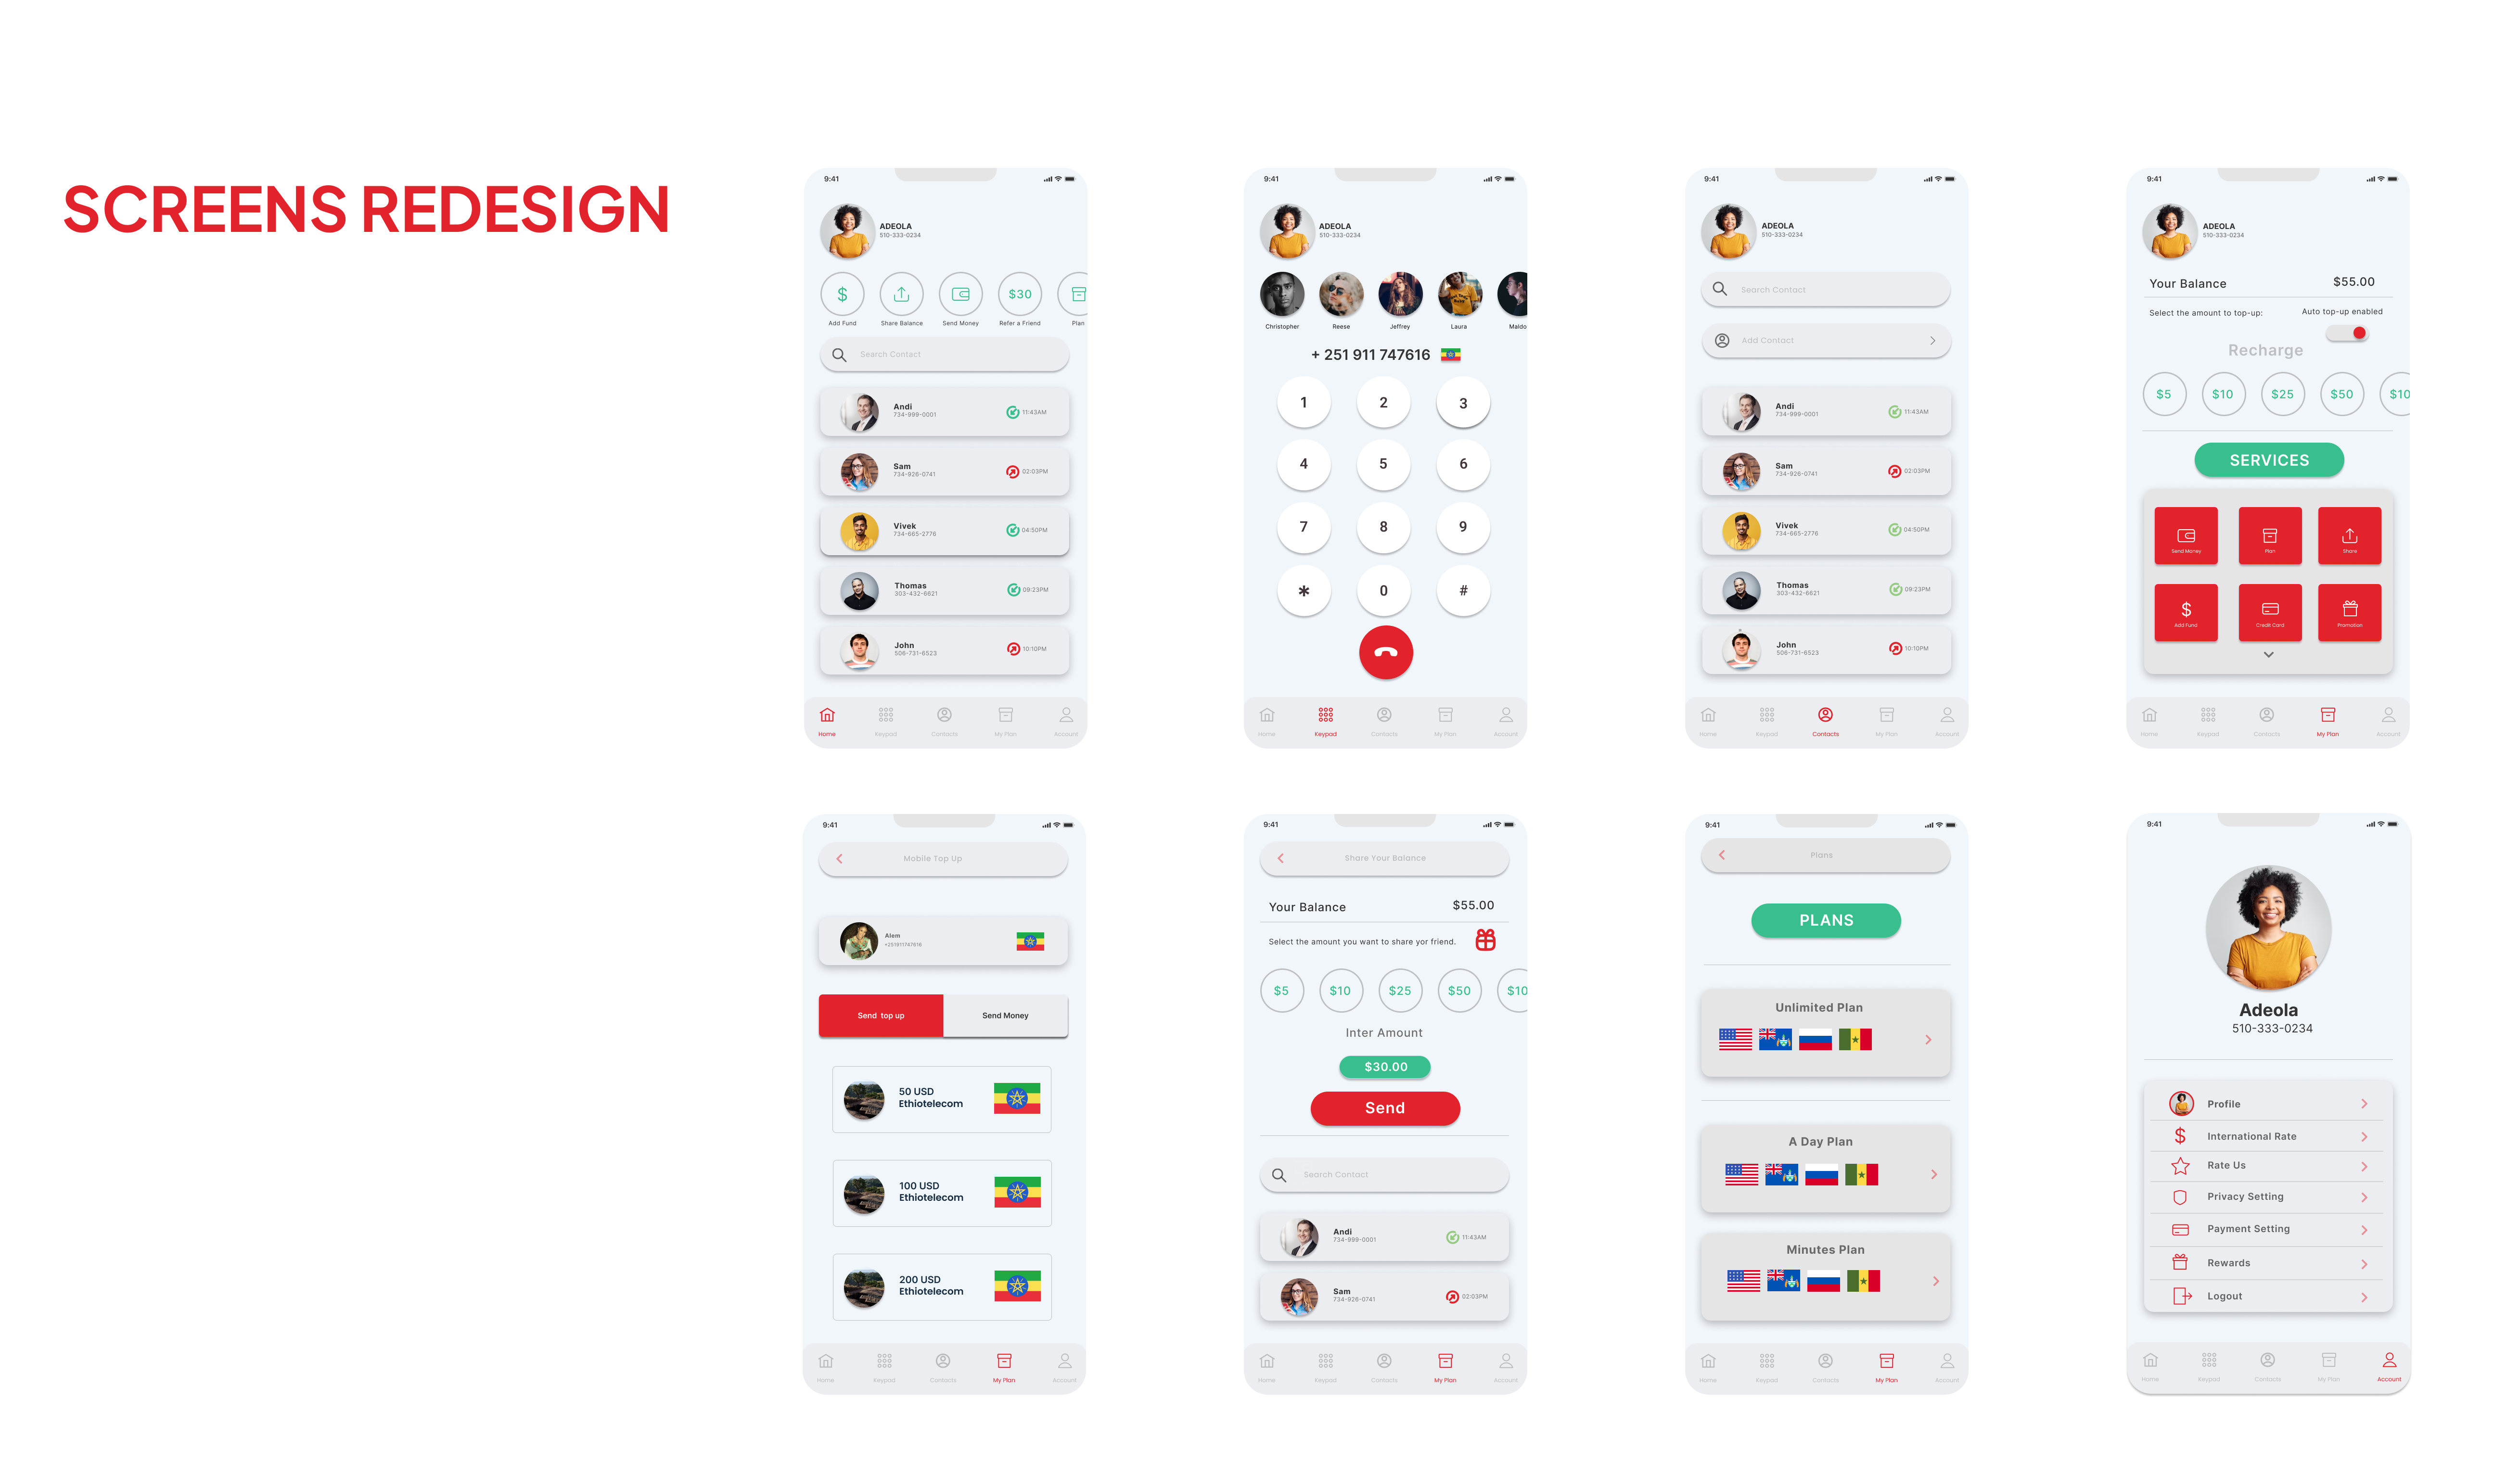 SCREENS REDESIGN
9:41
ADEOLA
510-333-0234
$
$30
Add Fund
Share Balance
Send Money
Refer a Friend
Plan
Search Contact
Andi
734-999-0001
11:43AM
Sam
734-926-0741
02:03PM
Vivek
734-665-2776
04:50PM
Thomas
303-432-6621
09:23PM
John
506-731-6523
10:10PM
Home
Keypad
Contacts
My Plan
Account
9:41
ADEOLA
510-333-0234
Christopher
Reese
Jeffrey
Laura
Maldo
+ 251 911 747616
1 2 3
4 5 6
7 8 9
* 0 #
Home
Keypad
Contacts
My Plan
Account
9:41
ADEOLA
510-333-0234
Search Contact
Add Contact
Andi
734-999-0001
11:43AM
Sam
734-926-0741
02:03PM
Vivek
734-665-2776
04:50PM
Thomas
303-432-6621
09:23PM
John
506-731-6523
10:10PM
Home
Keypad
Contacts
My Plan
Account
9:41
ADEOLA
510-333-0234
Your Balance
$55.00
Select the amount to top-up:
Auto top-up enabled
Recharge
$5
$10
$25
$50
$10
SERVICES
Send Money
Plan
Share
$
Add Fund
Credit Card
Promotion
Home
Keypad
Contacts
My Plan
Account
9:41
Mobile Top Up
Alem
+251911747616
Send top up
Send Money
50 USD
Ethiotelecom
100 USD
Ethiotelecom
200 USD
Ethiotelecom
Home
Keypad
Contacts
My Plan
Account
9:41
Share Your Balance
Your Balance
$55.00
Select the amount you want to share yor friend.
$5
$10
$25
$50
$10
Inter Amount
$30.00
Send
Search Contact
Andi
734-999-0001
11:43AM
Sam
734-926-0741
02:03PM
Home
Keypad
Contacts
My Plan
Account
9:41
Plans
PLANS
Unlimited Plan
A Day Plan
Minutes Plan
Home
Keypad
Contacts
My Plan
Account
9:41
Adeola
510-333-0234
Profile
$ International Rate
Rate Us
Privacy Setting
Payment Setting
Rewards
Logout
Home
Keypad
Contacts
My Plan
Account